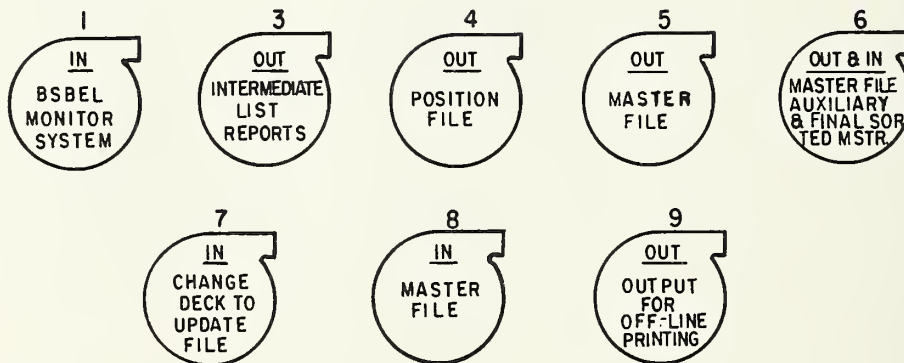 1
IN
BSBEL
MONITOR
SYSTEM
3
OUT
INTERMEDIATE
LIST
REPORTS
4
OUT
POSITION
FILE
5
OUT
MASTER
FILE
6
OUT & IN
MASTER FILE
AUXILIARY
& FINAL SOR
TED MSTR.
7
IN
CHANGE
DECK TO
UPDATE
FILE
8
IN
MASTER
FILE
9
OUT
OUTPUT
FOR
OFF-LINE
PRINTING